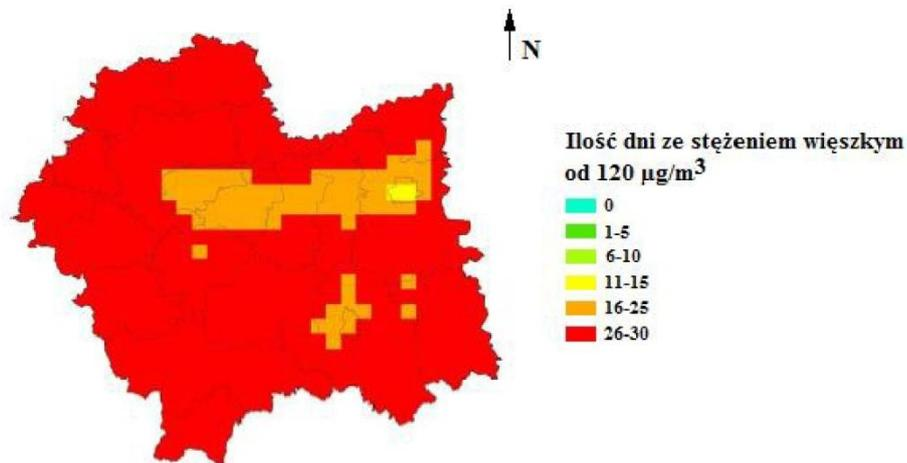 N
Ilość dni ze stężeniem więszkym
od 120 µg/m³
0
1-5
6-10
11-15
16-25
26-30